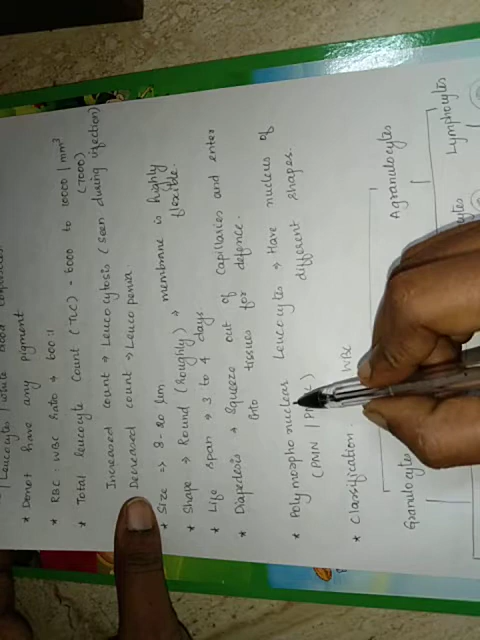 Leucocytes / White blood corpuscles
* Donot have any pigment
* RBC : WBC ratio → 600:1
* Total leucocyte Count (TLC) - 6000 to 10000 / mm³
(7000)
Increased count → Leucocytosis (seen during infection)
Decreased count → Leucopenia.
* Size => 8-20 µm
* Shape → Round (Roughly) → membrane is highly
flexible.
* Life span → 3 to 4 days
* Diapedesis → Squeeze out of Capillaries and enter
into tissues for defence.
* Polymorphonuclear Leucocytes → Have nucleus of
(PMN / different shapes.
* Classification.
WBC
Granulocytes Agranulocytes
Lymphocytes